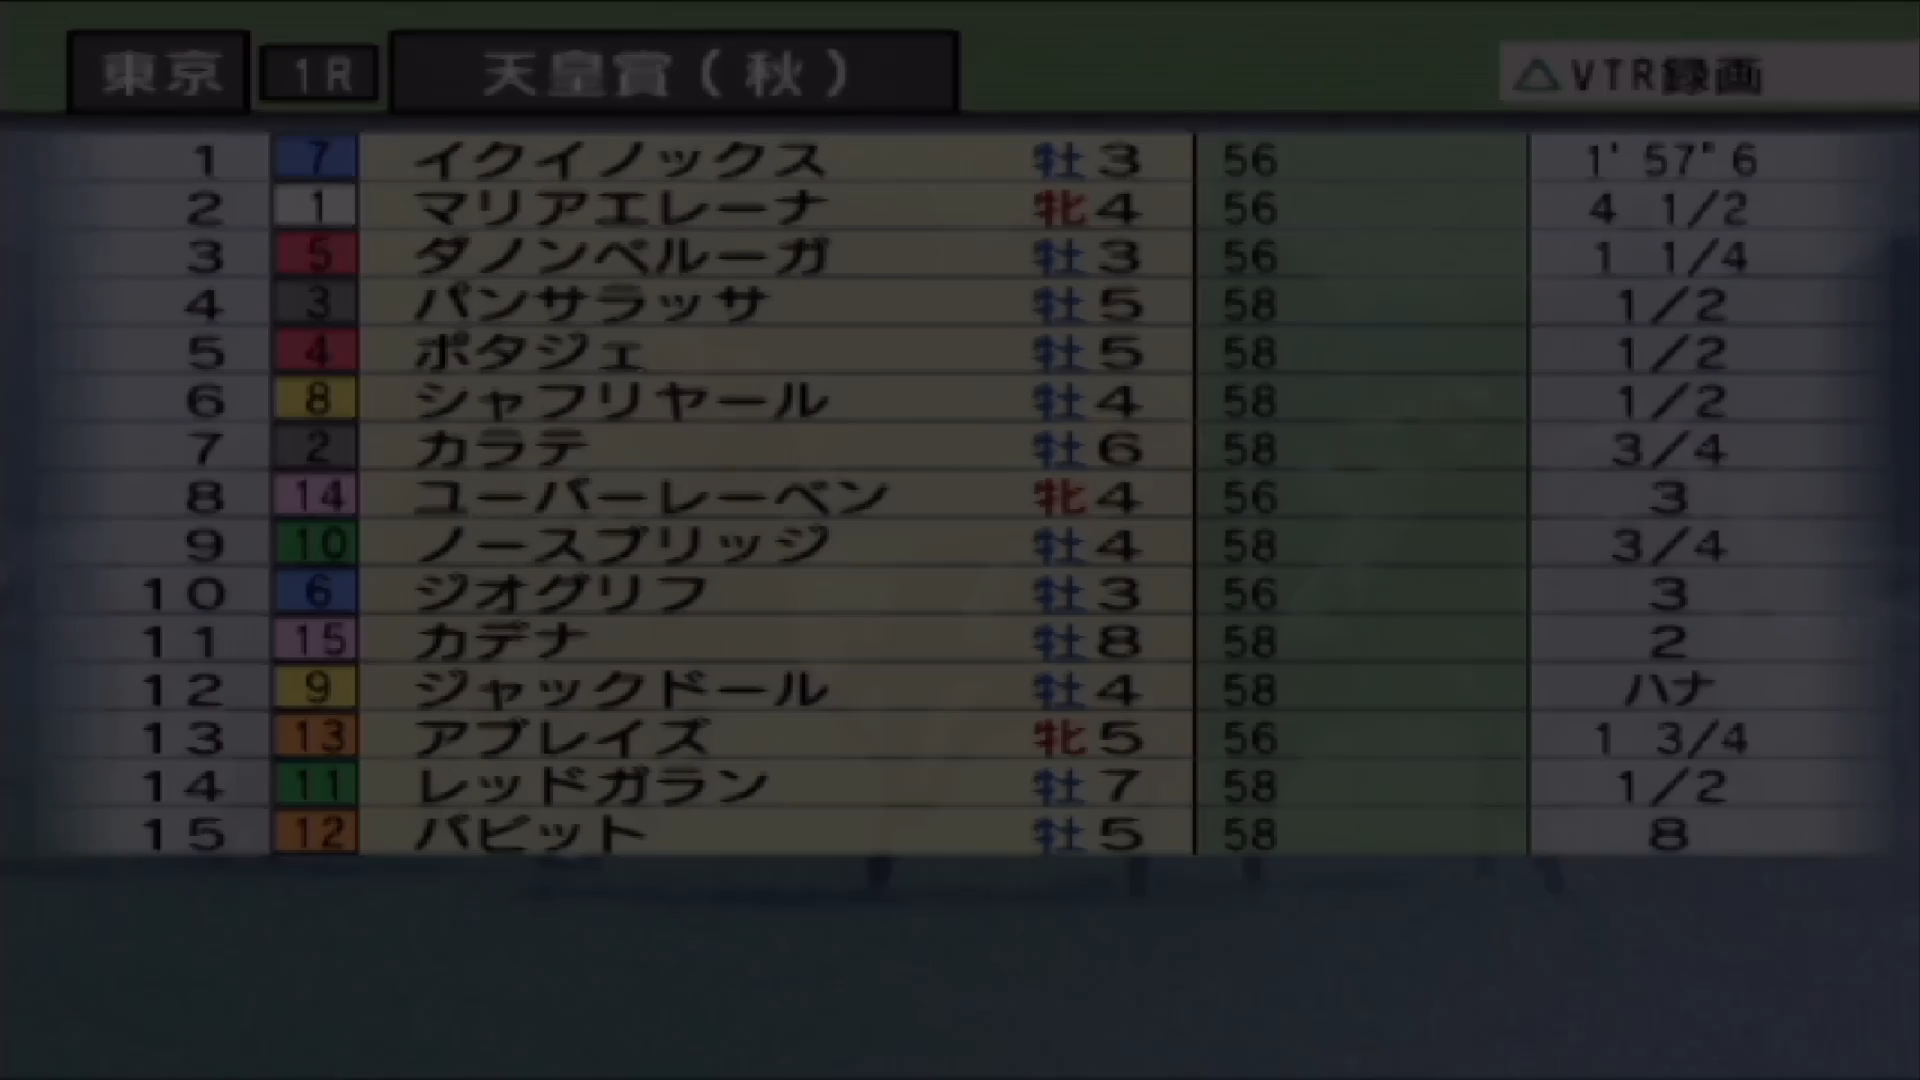 東京 1R 天皇賞(秋) △VTR録画
1 7 イクイノックス 牡3 56 1'57"6
2 1 マリアエレーナ 牝4 56 4 1/2
3 5 ダノンベルーガ 牡3 56 1 1/4
4 3 パンサラッサ 牡5 58 1/2
5 4 ポタジェ 牡5 58 1/2
6 8 シャフリヤール 牡4 58 1/2
7 2 カラテ 牡6 58 3/4
8 14 ユーバーレーベン 牝4 56 3
9 10 ノースブリッジ 牡4 58 3/4
10 6 ジオグリフ 牡3 56 3
11 15 カデナ 牡8 58 2
12 9 ジャックドール 牡4 58 ハナ
13 13 アブレイズ 牝5 56 1 3/4
14 11 レッドガラン 牡7 58 1/2
15 12 バビット 牡5 58 8